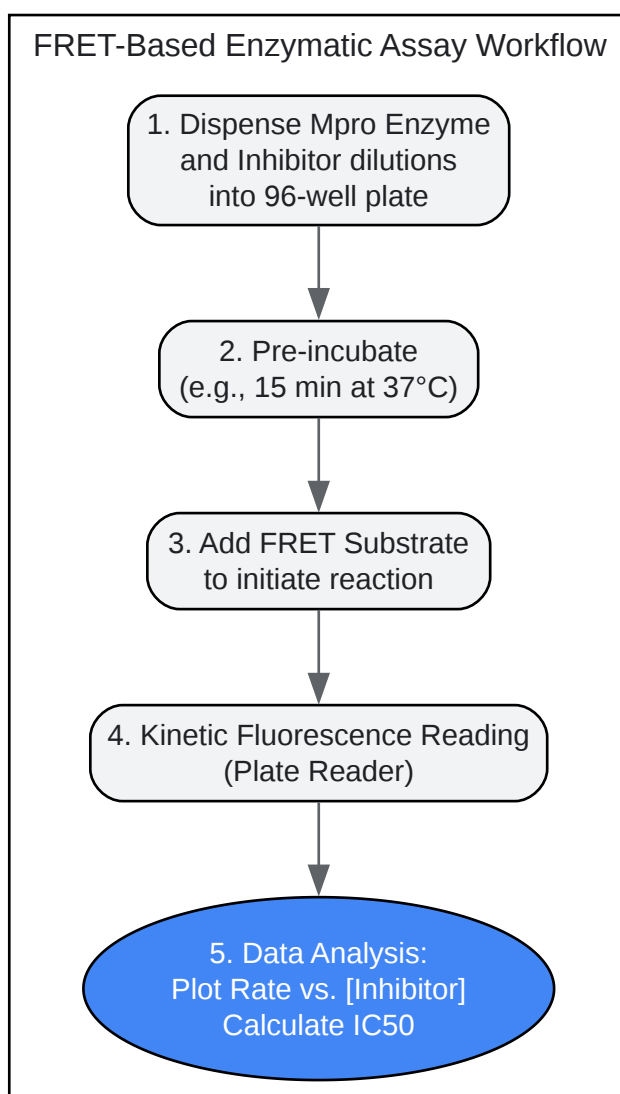 FRET-Based Enzymatic Assay Workflow
1. Dispense Mpro Enzyme
and Inhibitor dilutions
into 96-well plate
2. Pre-incubate
(e.g., 15 min at 37°C)
3. Add FRET Substrate
to initiate reaction
4. Kinetic Fluorescence Reading
(Plate Reader)
5. Data Analysis:
Plot Rate vs. [Inhibitor]
Calculate IC50